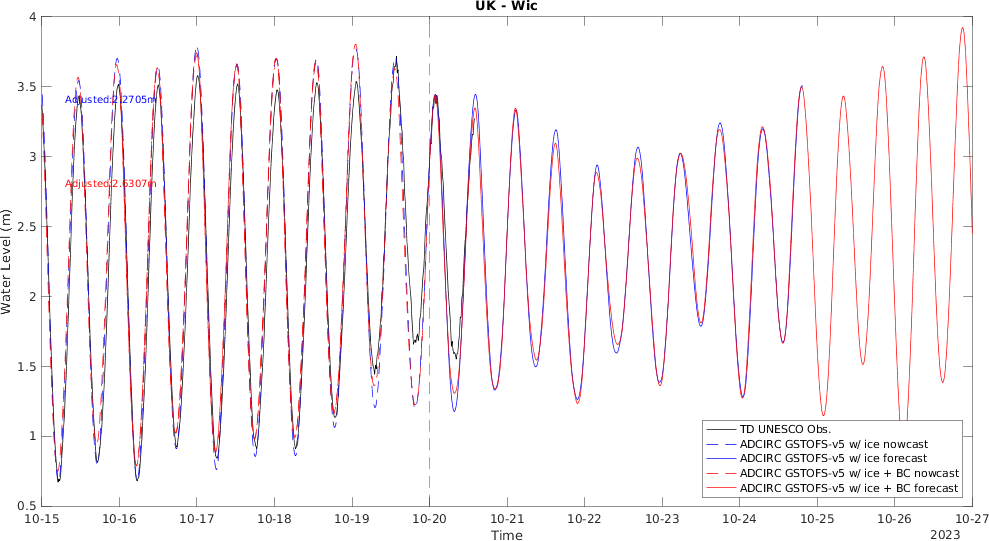 UK - Wic
4
3.5
3
2.5
2
1.5
1
0.5
Water Level (m)
Adjusted:2.2705m
Adjusted:2.6307m
TD UNESCO Obs.
ADCIRC GSTOFS-v5 w/ ice nowcast
ADCIRC GSTOFS-v5 w/ ice forecast
ADCIRC GSTOFS-v5 w/ ice + BC nowcast
ADCIRC GSTOFS-v5 w/ ice + BC forecast
10-15 10-16 10-17 10-18 10-19 10-20 10-21 10-22 10-23 10-24 10-25 10-26 10-27
Time
2023